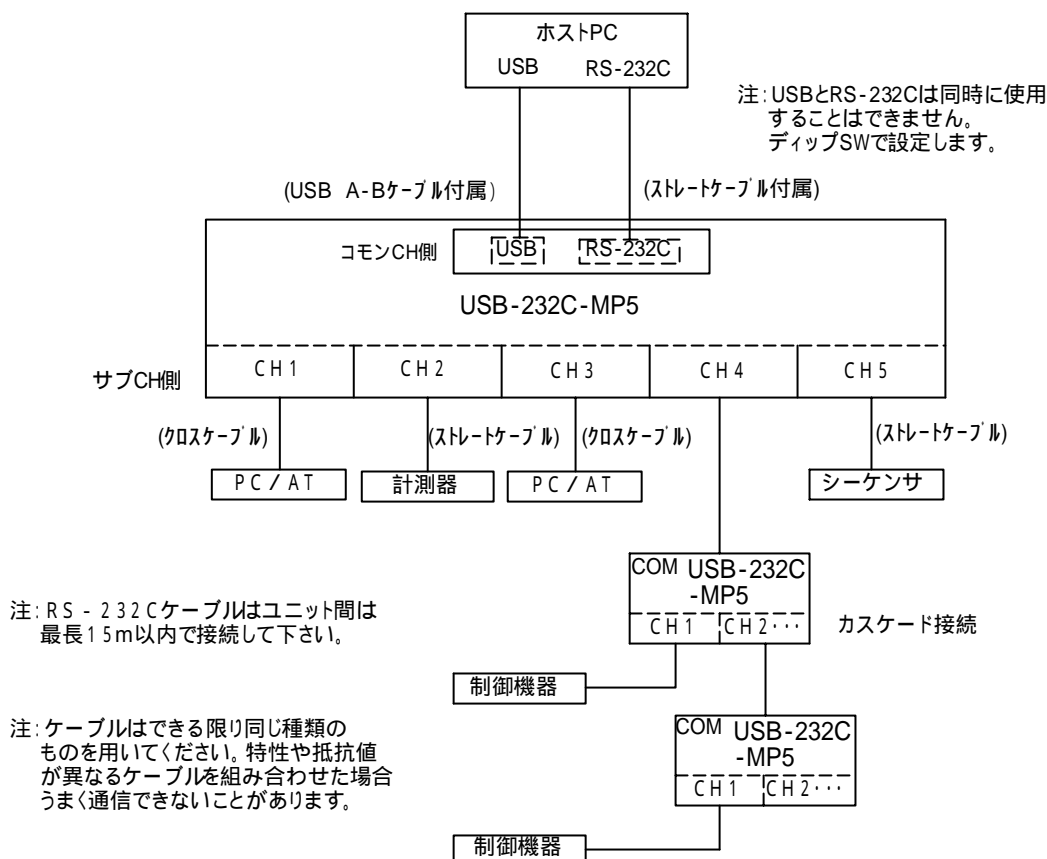 ホストPC
USB RS-232C
注:USBとRS-232Cは同時に使用
することはできません。
ディップSWで設定します。
(USB A-Bケーブル付属)
(ストレートケーブル付属)
コモンCH側
USB RS-232C
USB-232C-MP5
サブCH側
CH1 CH2 CH3 CH4 CH5
(クロスケーブル) (ストレートケーブル) (クロスケーブル) (ストレートケーブル)
PC/AT 計測器 PC/AT シーケンサ
COM USB-232C
-MP5
CH1 CH2・・・
カスケード接続
注:RS-232Cケーブルはユニット間は
最長15m以内で接続して下さい。
制御機器
注:ケーブルはできる限り同じ種類の
ものを用いてください。特性や抵抗値
が異なるケーブルを組み合わせた場合
うまく通信できないことがあります。
COM USB-232C
-MP5
CH1 CH2・・・
制御機器